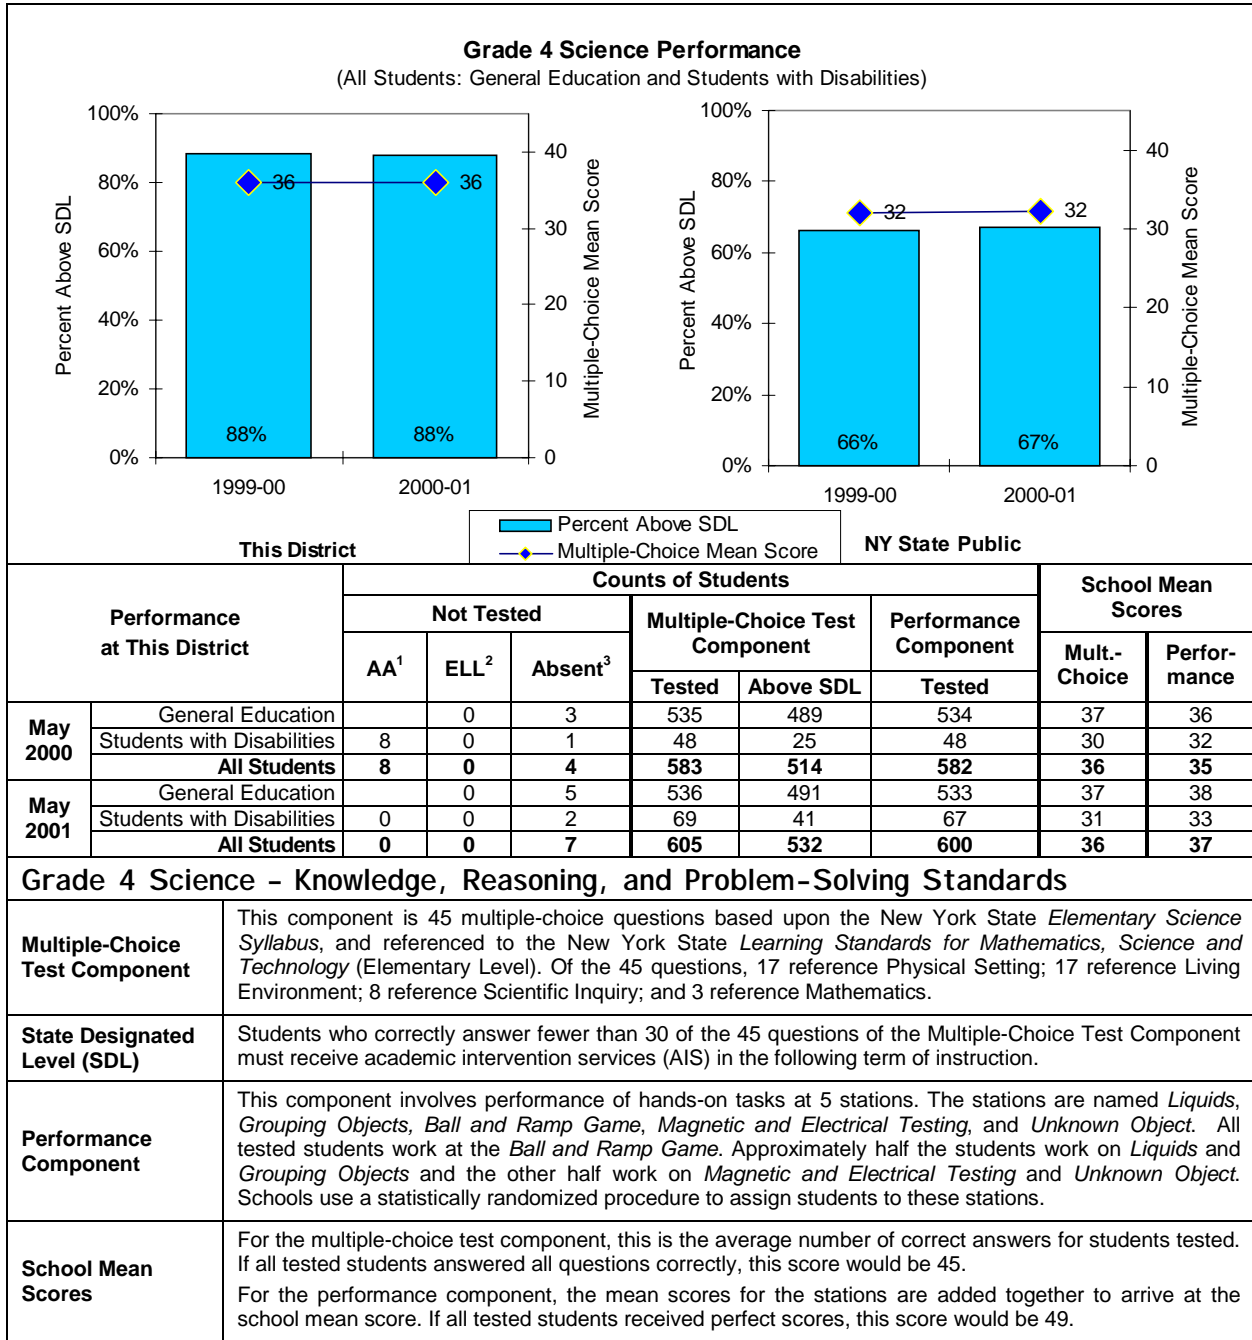 Grade 4 Science Performance
(All Students: General Education and Students with Disabilities)
100%
80%
60%
40%
20%
0%
Percent Above SDL
40
30
20
10
0
Multiple-Choice Mean Score
36
36
88%
88%
1999-00
2000-01
This District
100%
80%
60%
40%
20%
0%
Percent Above SDL
40
30
20
10
0
Multiple-Choice Mean Score
32
32
66%
67%
1999-00
2000-01
NY State Public
Percent Above SDL
Multiple-Choice Mean Score
Performance
at This District
Counts of Students
School Mean
Scores
Not Tested
Multiple-Choice Test
Component
Performance
Component
Mult.-
Choice
Perfor-
mance
AA¹ ELL² Absent³
Tested Above SDL Tested
May
2000
General Education 0 3 535 489 534 37 36
Students with Disabilities 8 0 1 48 25 48 30 32
All Students 8 0 4 583 514 582 36 35
May
2001
General Education 0 5 536 491 533 37 38
Students with Disabilities 0 0 2 69 41 67 31 33
All Students 0 0 7 605 532 600 36 37
Grade 4 Science – Knowledge, Reasoning, and Problem-Solving Standards
Multiple-Choice
Test Component
This component is 45 multiple-choice questions based upon the New York State Elementary Science
Syllabus, and referenced to the New York State Learning Standards for Mathematics, Science and
Technology (Elementary Level). Of the 45 questions, 17 reference Physical Setting; 17 reference Living
Environment; 8 reference Scientific Inquiry; and 3 reference Mathematics.
State Designated
Level (SDL)
Students who correctly answer fewer than 30 of the 45 questions of the Multiple-Choice Test Component
must receive academic intervention services (AIS) in the following term of instruction.
Performance
Component
This component involves performance of hands-on tasks at 5 stations. The stations are named Liquids,
Grouping Objects, Ball and Ramp Game, Magnetic and Electrical Testing, and Unknown Object. All
tested students work at the Ball and Ramp Game. Approximately half the students work on Liquids and
Grouping Objects and the other half work on Magnetic and Electrical Testing and Unknown Object.
Schools use a statistically randomized procedure to assign students to these stations.
School Mean
Scores
For the multiple-choice test component, this is the average number of correct answers for students tested.
If all tested students answered all questions correctly, this score would be 45.
For the performance component, the mean scores for the stations are added together to arrive at the
school mean score. If all tested students received perfect scores, this score would be 49.